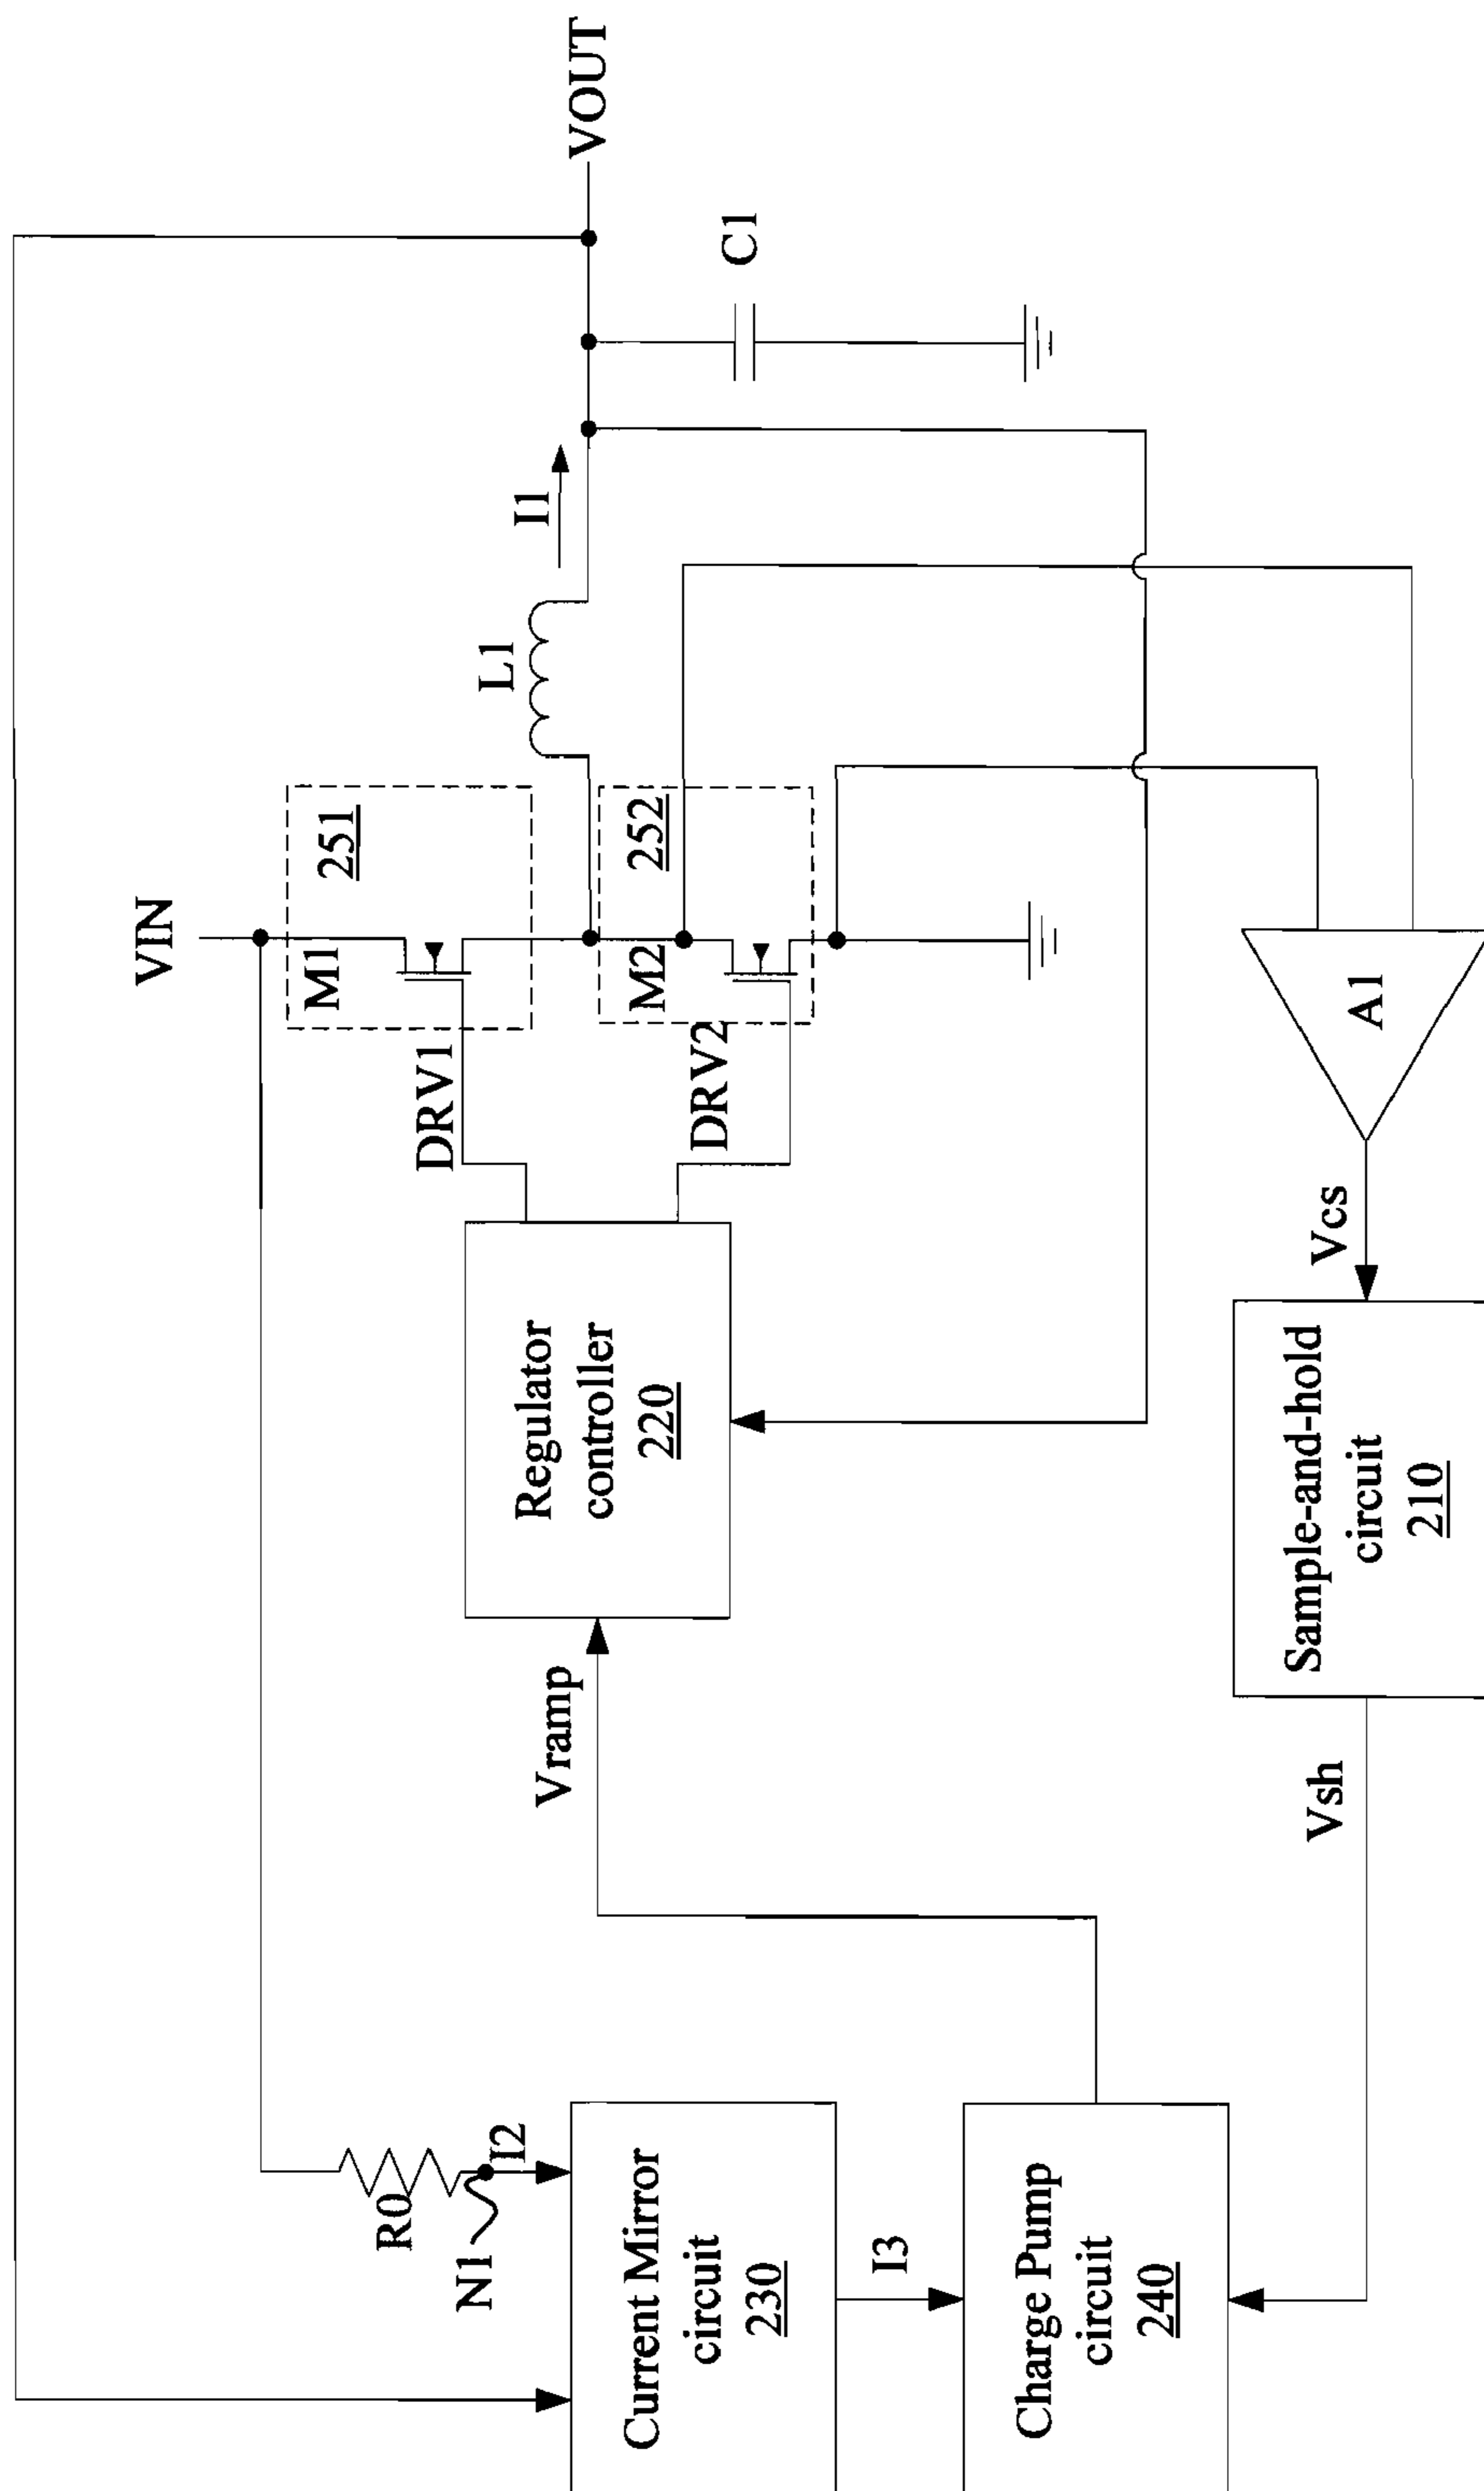 VIN
VOUT
M1
251
L1
I1
C1
M2
252
DRV1
DRV2
Regulator
controller
220
Vramp
R0
N1
I2
Current Mirror
circuit
230
I3
Charge Pump
circuit
240
Vsh
Sample-and-hold
circuit
210
Vcs
A1